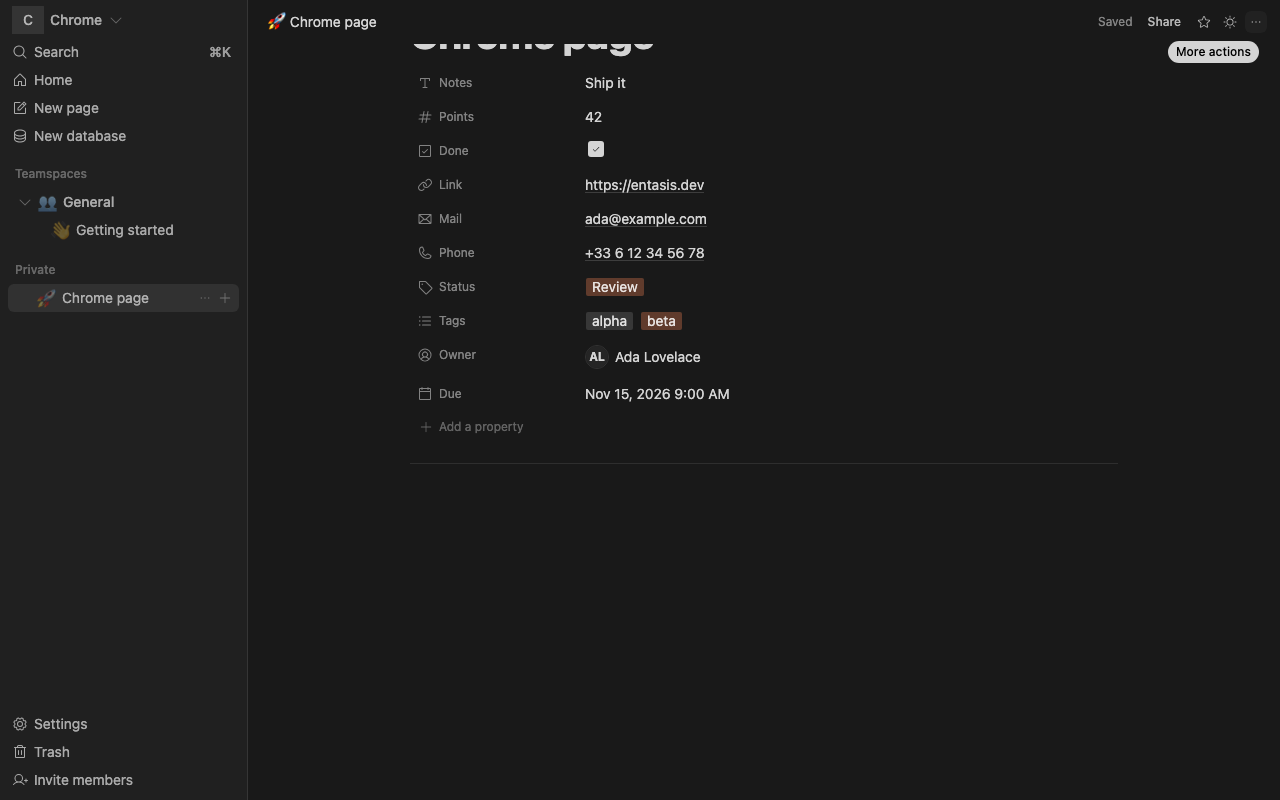 C Chrome
Search ⌘K
Home
New page
New database
Teamspaces
General
Getting started
Private
Chrome page
Settings
Trash
Invite members
Chrome page
Saved Share
More actions
Chrome page
Notes Ship it
Points 42
Done
Link https://entasis.dev
Mail ada@example.com
Phone +33 6 12 34 56 78
Status Review
Tags alpha beta
Owner AL Ada Lovelace
Due Nov 15, 2026 9:00 AM
Add a property